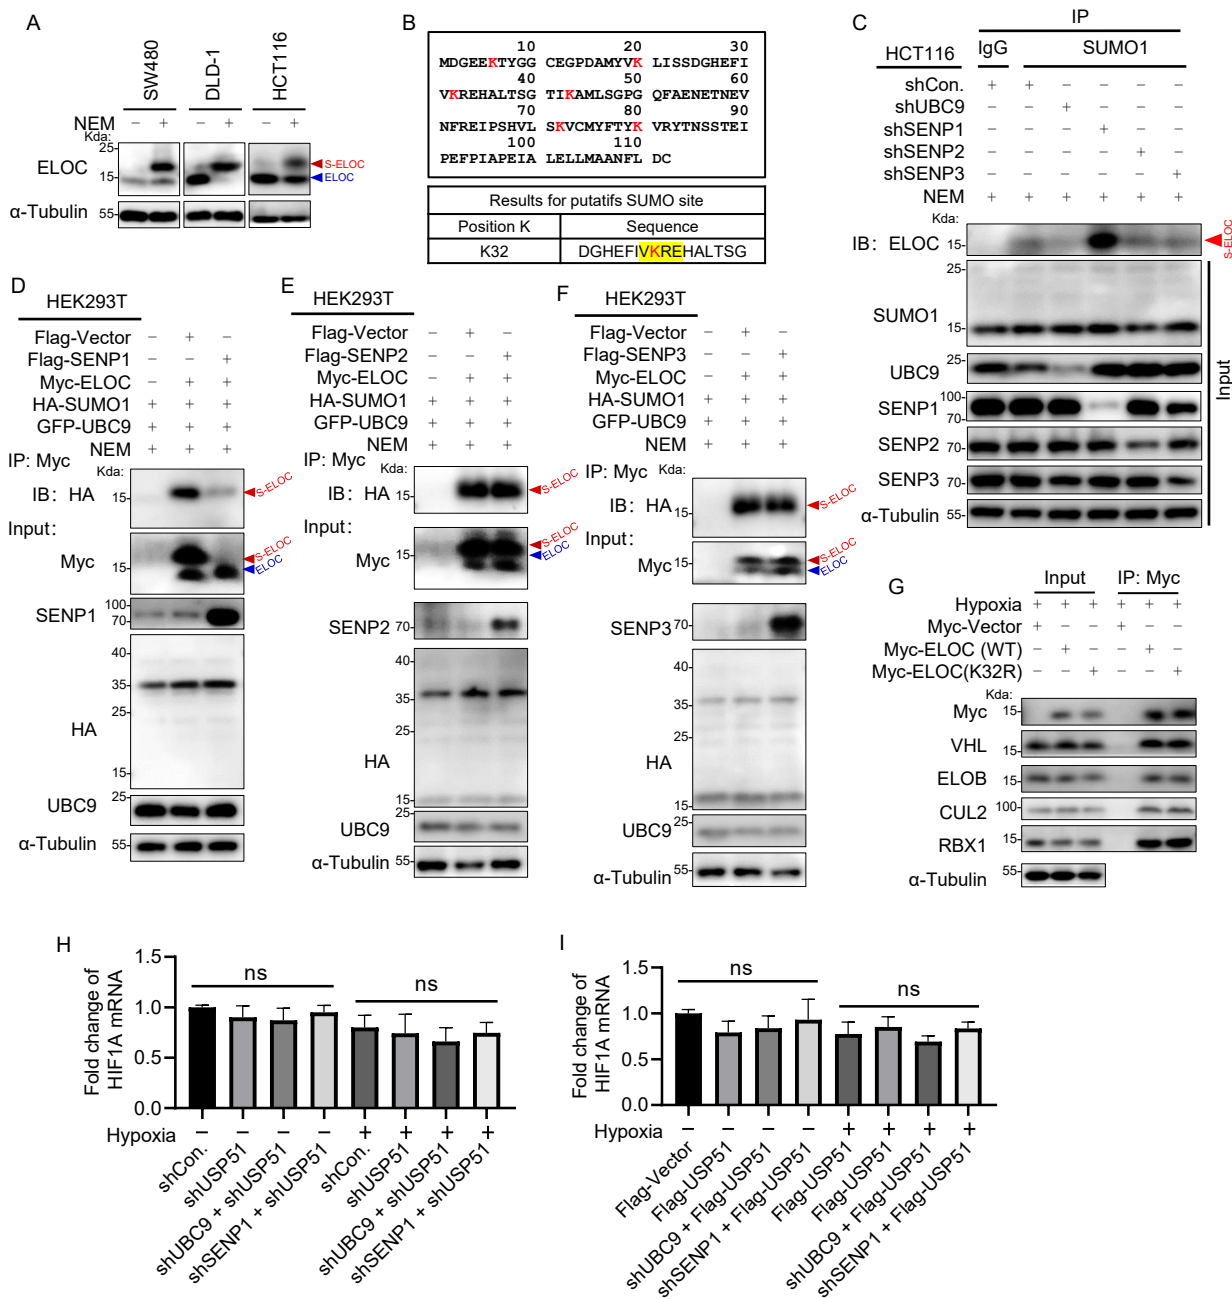 A
SW480
DLD-1
HCT116
NEM − + − + − +
Kda:
ELOC
25
15
S-ELOC
ELOC
α-Tubulin
55
B
10 20 30
MDGEEKTYGG CEGPDAMYVK LISSDGHEFI
40 50 60
VKREHALTSG TIKAMLSGPG QFAENETNEV
70 80 90
NFREIPSHVL SKVCMYFTYK VRYTNSSTEI
100 110
PEFPIAPEIA LELLMAANFL DC
Results for putatifs SUMO site
Position K Sequence
K32 DGHEFIVKREHALTSG
C
IP
HCT116 IgG SUMO1
shCon. + + − − − −
shUBC9 − − + − − −
shSENP1 − − − + − −
shSENP2 − − − − + −
shSENP3 − − − − − +
NEM + + + + + +
Kda:
IB: ELOC 15
S-ELOC
25
SUMO1
15
UBC9 25
15
SENP1 100
70
SENP2 70
SENP3 70
α-Tubulin 55
Input
D
HEK293T
Flag-Vector − + −
Flag-SENP1 − − +
Myc-ELOC − + +
HA-SUMO1 + + +
GFP-UBC9 + + +
NEM + + +
IP: Myc
Kda:
IB: HA 15
S-ELOC
Input:
Myc 15
S-ELOC
ELOC
SENP1 100
70
HA
35
25
15
UBC9 25
15
α-Tubulin 55
E
HEK293T
Flag-Vector − + −
Flag-SENP2 − − +
Myc-ELOC − + +
HA-SUMO1 + + +
GFP-UBC9 + + +
NEM + + +
IP: Myc
Kda:
IB: HA 15
S-ELOC
Input:
Myc 15
S-ELOC
ELOC
SENP2 70
HA
40
35
25
15
UBC9 25
15
α-Tubulin 55
F
HEK293T
Flag-Vector − + −
Flag-SENP3 − − +
Myc-ELOC − + +
HA-SUMO1 + + +
GFP-UBC9 + + +
NEM + + +
IP: Myc
Kda:
IB: HA 15
S-ELOC
Input:
Myc 15
S-ELOC
ELOC
SENP3 70
HA
45
35
25
15
UBC9 25
15
α-Tubulin 55
G
Input IP: Myc
Hypoxia + + + + + +
Myc-Vector + − − + − −
Myc-ELOC (WT) − + − − + −
Myc-ELOC(K32R) − − + − − +
Kda:
Myc 15
VHL 15
ELOB 15
CUL2 100
RBX1 15
α-Tubulin 55
H
Fold change of
HIF1A mRNA
1.5
1.0
0.5
0.0
ns
ns
Hypoxia − − − − + + + +
shCon.
shUSP51
shUBC9 + shUSP51
shSENP1 + shUSP51
shCon.
shUSP51
shUBC9 + shUSP51
shSENP1 + shUSP51
I
Fold change of
HIF1A mRNA
1.5
1.0
0.5
0.0
ns
ns
Hypoxia − − − − + + + +
Flag-Vector
Flag-USP51
shUBC9 + Flag-USP51
shSENP1 + Flag-USP51
Flag-USP51
Flag-USP51
shUBC9 + Flag-USP51
shSENP1 + Flag-USP51